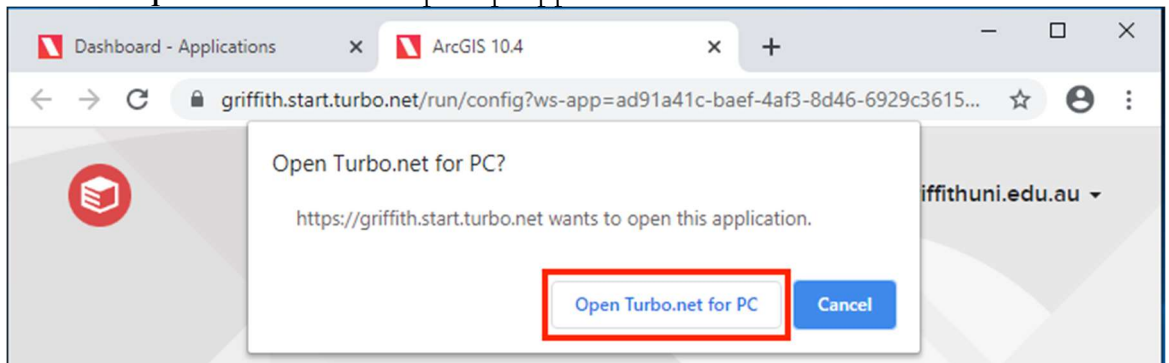 Dashboard - Applications
ArcGIS 10.4
griffith.start.turbo.net/run/config?ws-app=ad91a41c-baef-4af3-8d46-6929c3615...
Open Turbo.net for PC?
iffithuni.edu.au
https://griffith.start.turbo.net wants to open this application.
Open Turbo.net for PC
Cancel